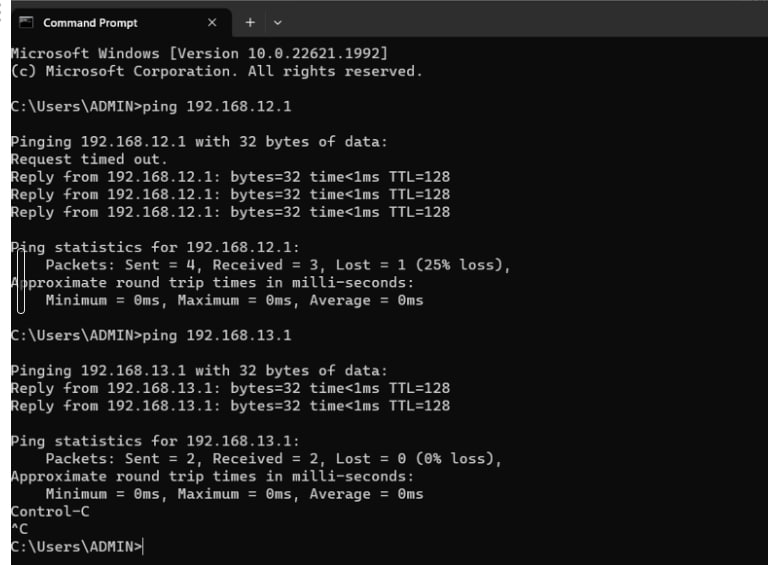 Command Prompt
Microsoft Windows [Version 10.0.22621.1992]
(c) Microsoft Corporation. All rights reserved.
C:\Users\ADMIN>ping 192.168.12.1
Pinging 192.168.12.1 with 32 bytes of data:
Request timed out.
Reply from 192.168.12.1: bytes=32 time<1ms TTL=128
Reply from 192.168.12.1: bytes=32 time<1ms TTL=128
Reply from 192.168.12.1: bytes=32 time<1ms TTL=128
Ping statistics for 192.168.12.1:
    Packets: Sent = 4, Received = 3, Lost = 1 (25% loss),
Approximate round trip times in milli-seconds:
    Minimum = 0ms, Maximum = 0ms, Average = 0ms
C:\Users\ADMIN>ping 192.168.13.1
Pinging 192.168.13.1 with 32 bytes of data:
Reply from 192.168.13.1: bytes=32 time<1ms TTL=128
Reply from 192.168.13.1: bytes=32 time<1ms TTL=128
Ping statistics for 192.168.13.1:
    Packets: Sent = 2, Received = 2, Lost = 0 (0% loss),
Approximate round trip times in milli-seconds:
    Minimum = 0ms, Maximum = 0ms, Average = 0ms
Control-C
^C
C:\Users\ADMIN>